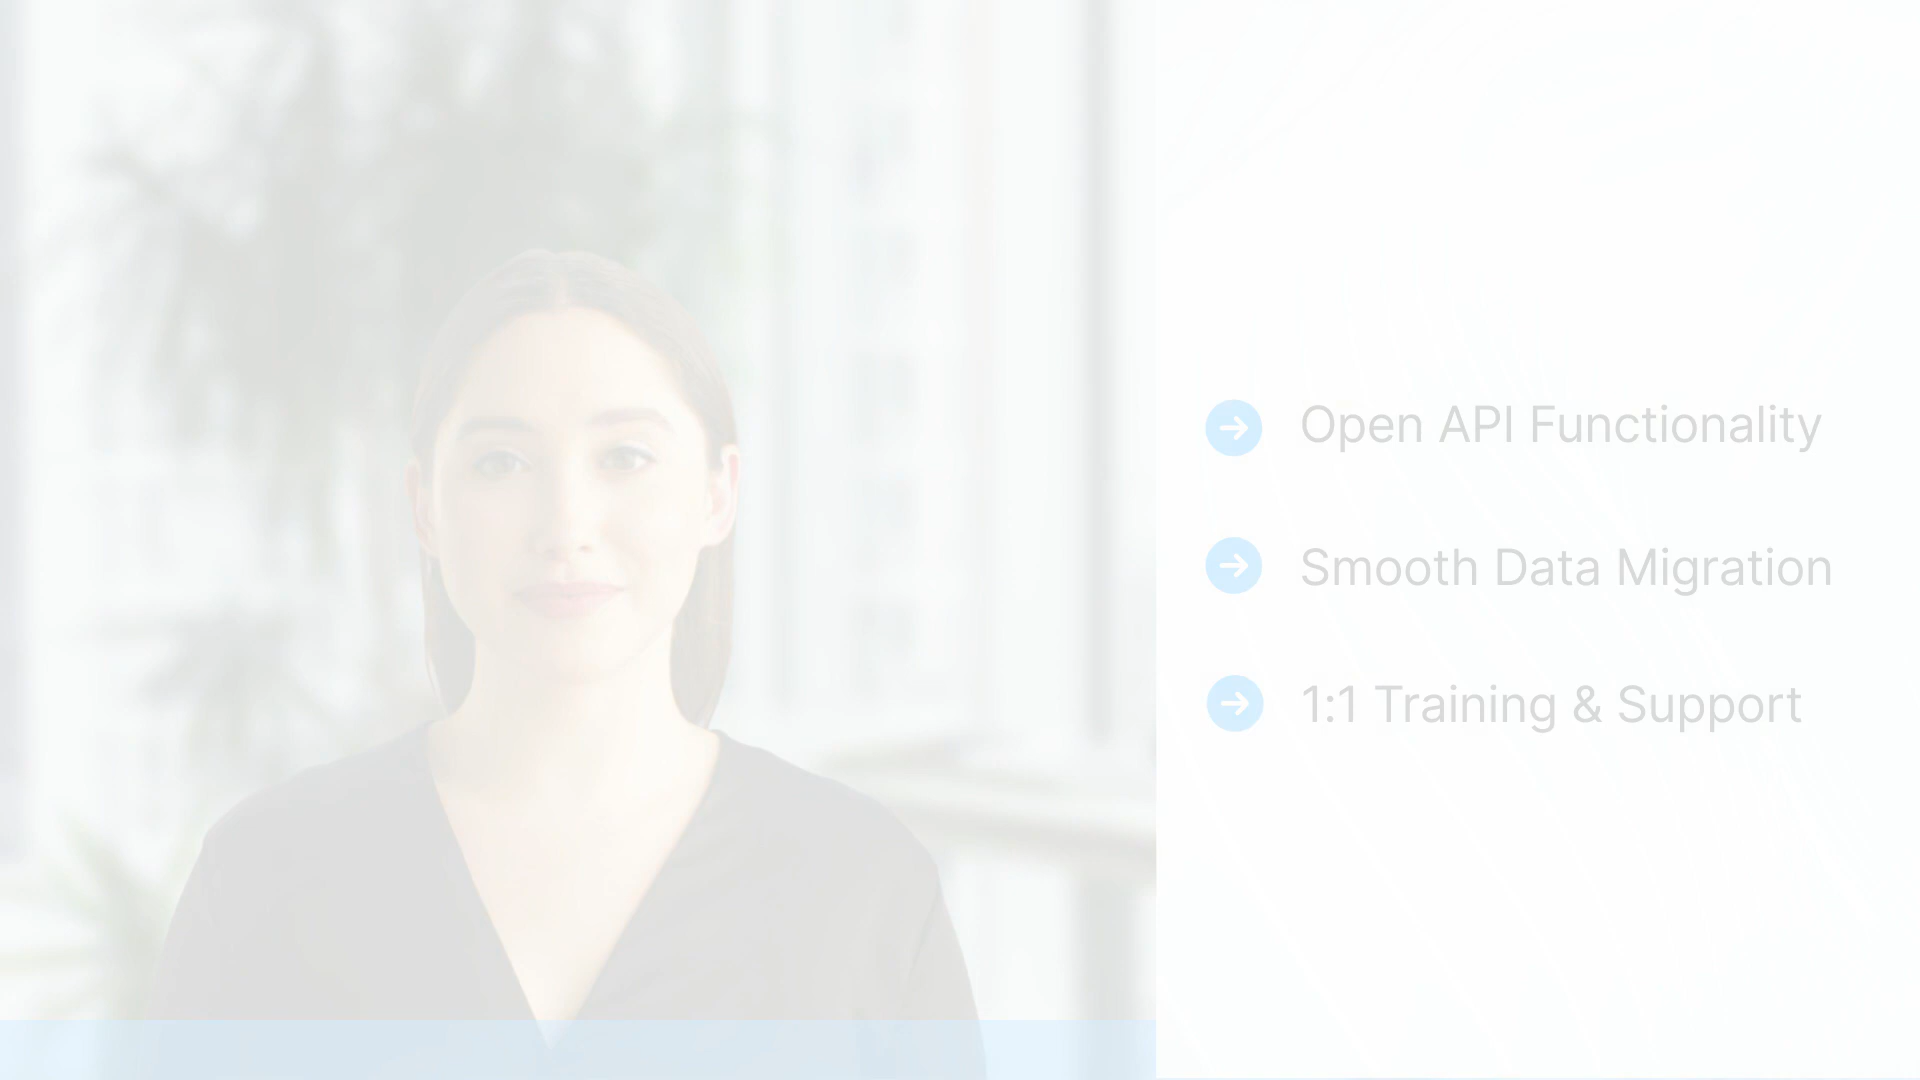 Open API Functionality
Smooth Data Migration
1:1 Training & Support